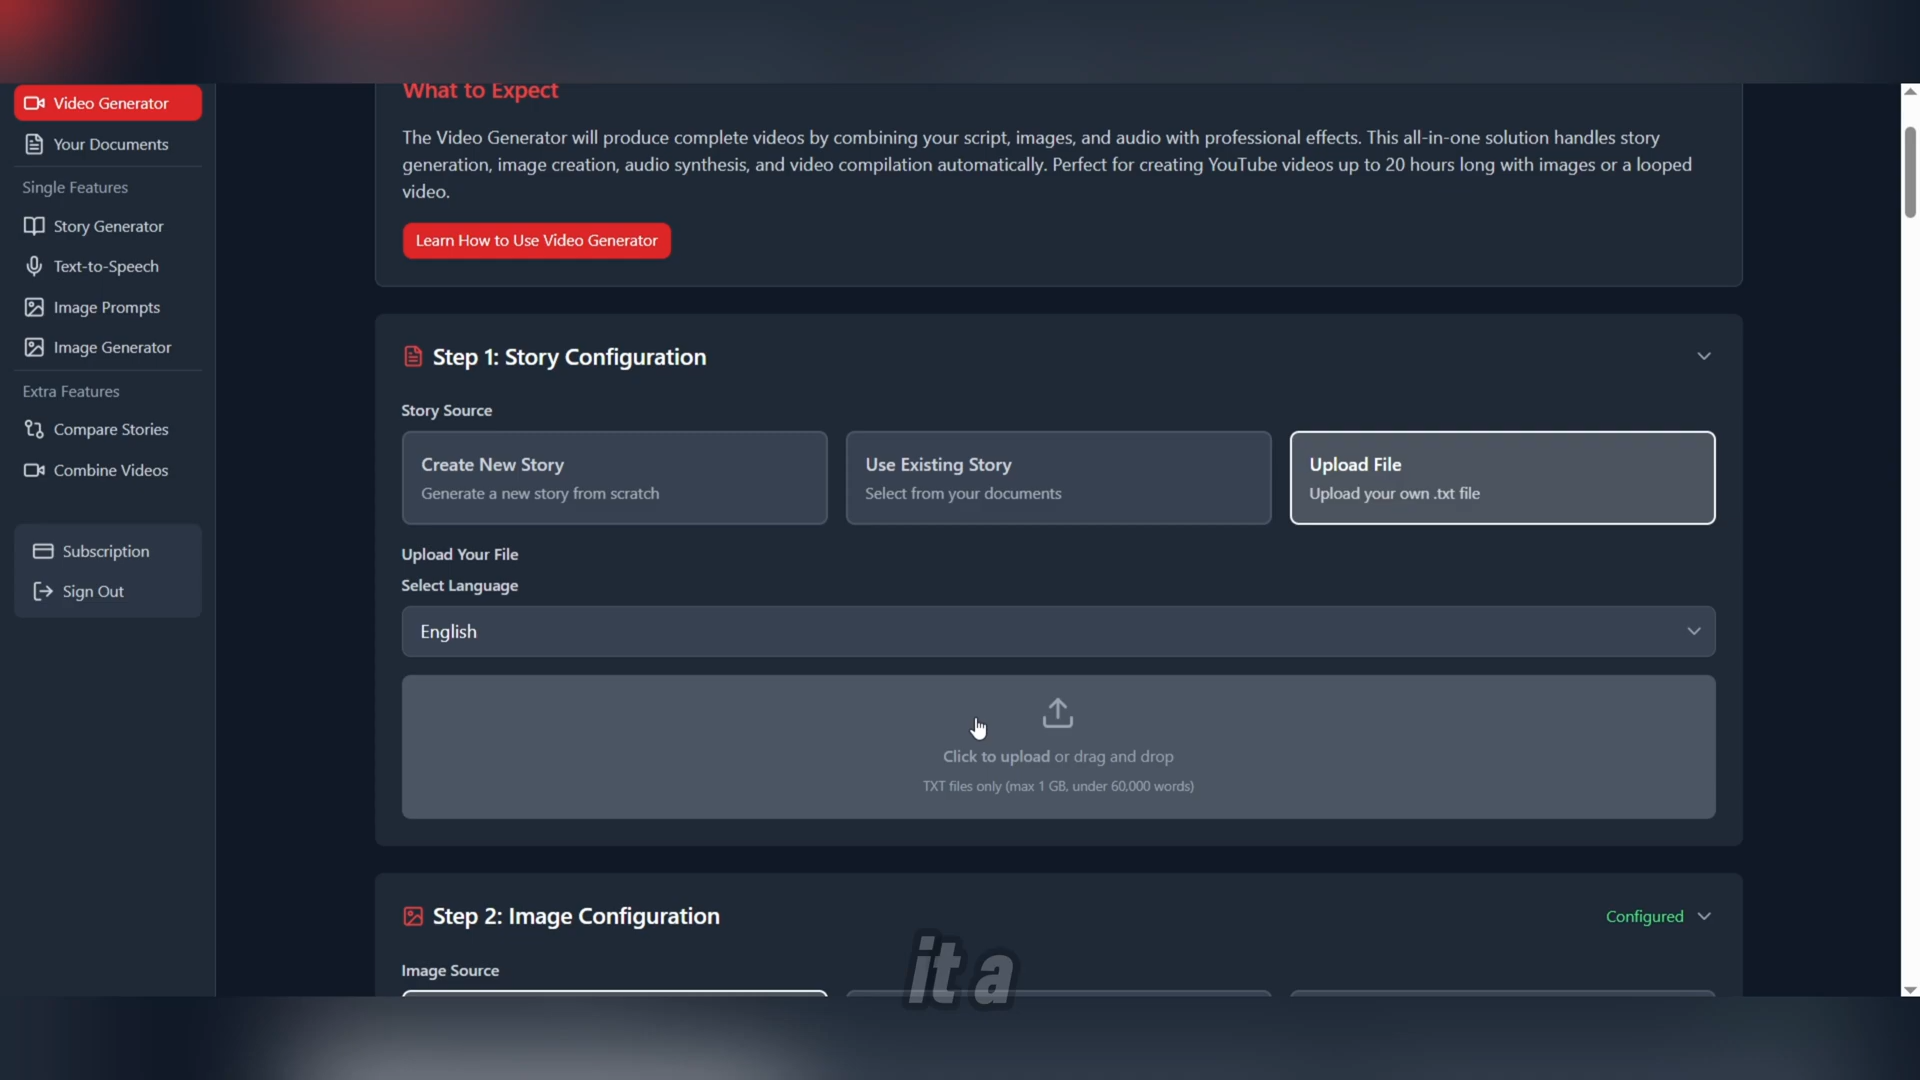 Video Generator
Your Documents
Single Features
Story Generator
Text-to-Speech
Image Prompts
Image Generator
Extra Features
Compare Stories
Combine Videos
Subscription
Sign Out
What to Expect
The Video Generator will produce complete videos by combining your script, images, and audio with professional effects. This all-in-one solution handles story
generation, image creation, audio synthesis, and video compilation automatically. Perfect for creating YouTube videos up to 20 hours long with images or a looped
video.
Learn How to Use Video Generator
Step 1: Story Configuration
Story Source
Create New Story
Generate a new story from scratch
Use Existing Story
Select from your documents
Upload File
Upload your own .txt file
Upload Your File
Select Language
English
Click to upload or drag and drop
TXT files only (max 1 GB, under 60,000 words)
Step 2: Image Configuration
Configured
Image Source
it a